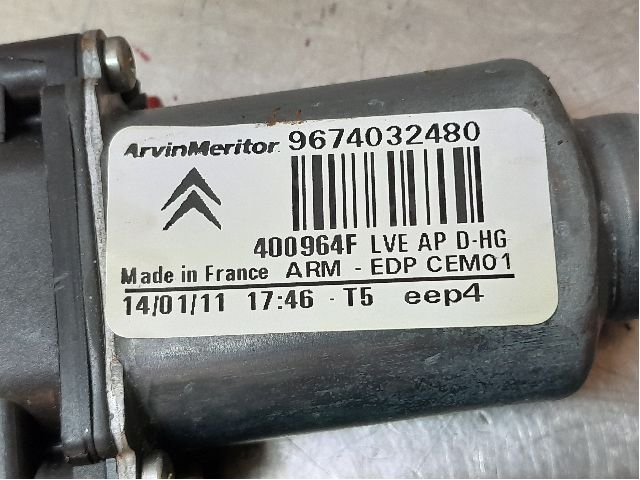 ArvinMeritor 9674032480
400964F LVE AP D-HG
Made in France ARM - EDP CEM01
14/01/11 17:46 - T5 eep4